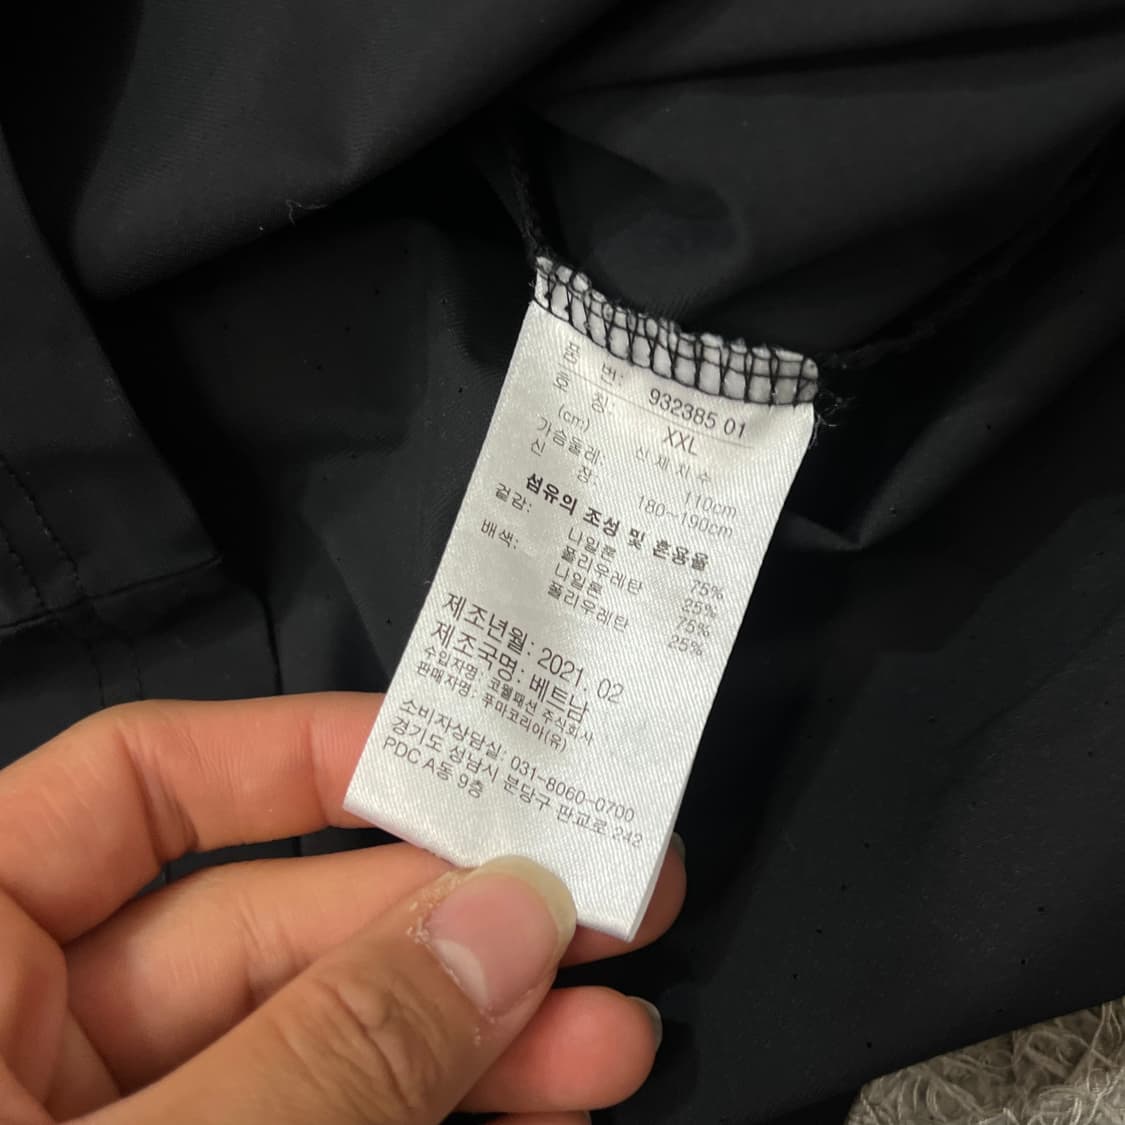 품 번: 932385 01
호 칭: XXL
(cm) 신체치수
가슴둘레: 110cm
신 장: 180~190cm
섬유의 조성 및 혼용율
겉감: 나일론 75%
폴리우레탄 25%
배색: 나일론 75%
폴리우레탄 25%
제조년월: 2021. 02
제조국명: 베트남
수입자명: 코웰패션 주식회사
판매자명: 푸마코리아(유)
소비자상담실: 031-8060-0700
경기도 성남시 분당구 판교로 242
PDC A동 9층